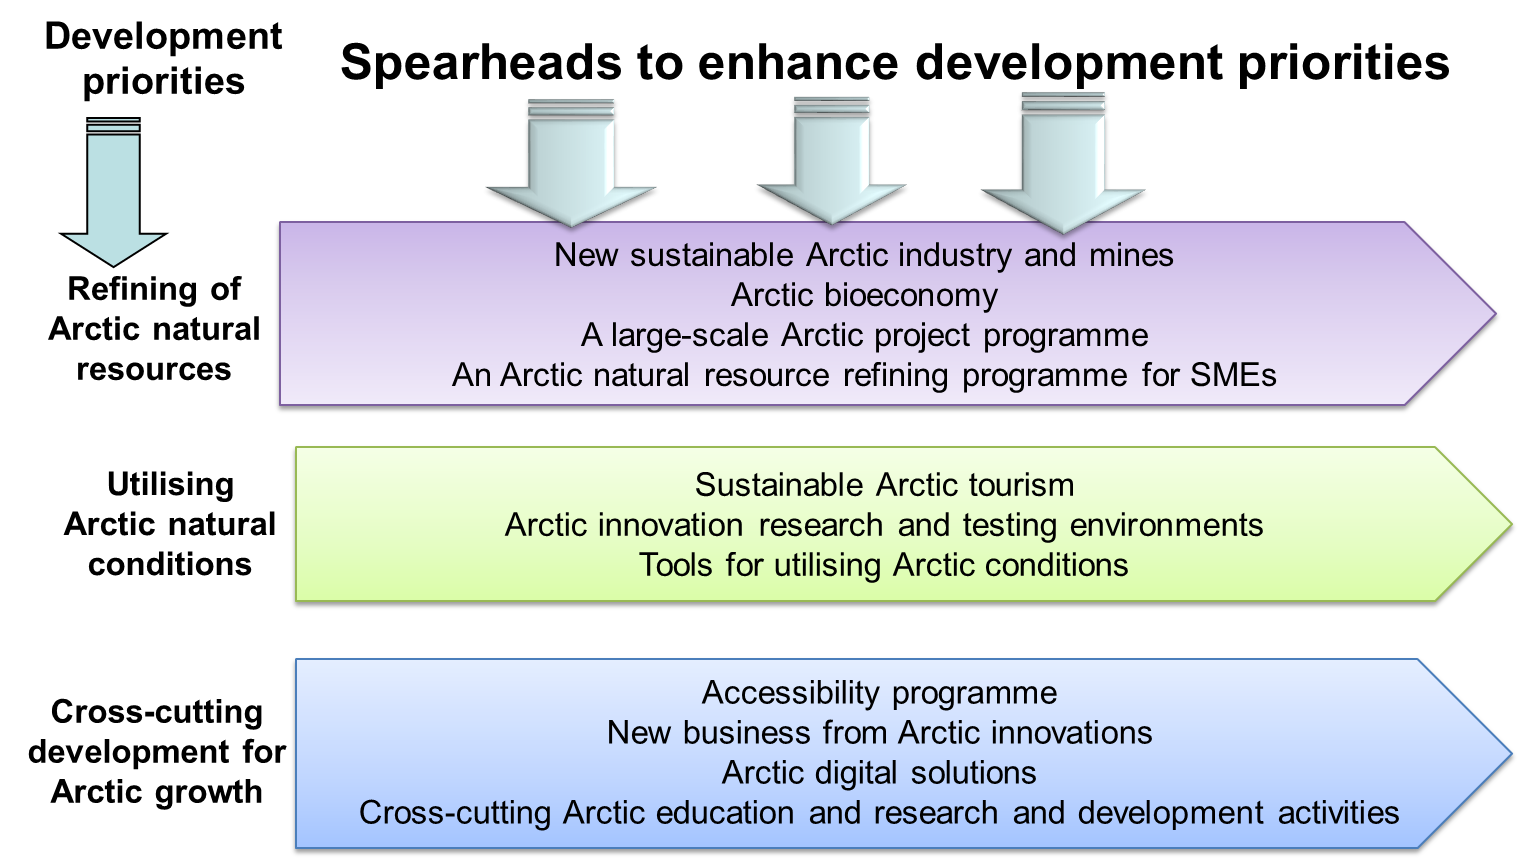 Development
priorities
Spearheads to enhance development priorities
Refining of
Arctic natural
resources
New sustainable Arctic industry and mines
Arctic bioeconomy
A large-scale Arctic project programme
An Arctic natural resource refining programme for SMEs
Utilising
Arctic natural
conditions
Sustainable Arctic tourism
Arctic innovation research and testing environments
Tools for utilising Arctic conditions
Cross-cutting
development for
Arctic growth
Accessibility programme
New business from Arctic innovations
Arctic digital solutions
Cross-cutting Arctic education and research and development activities